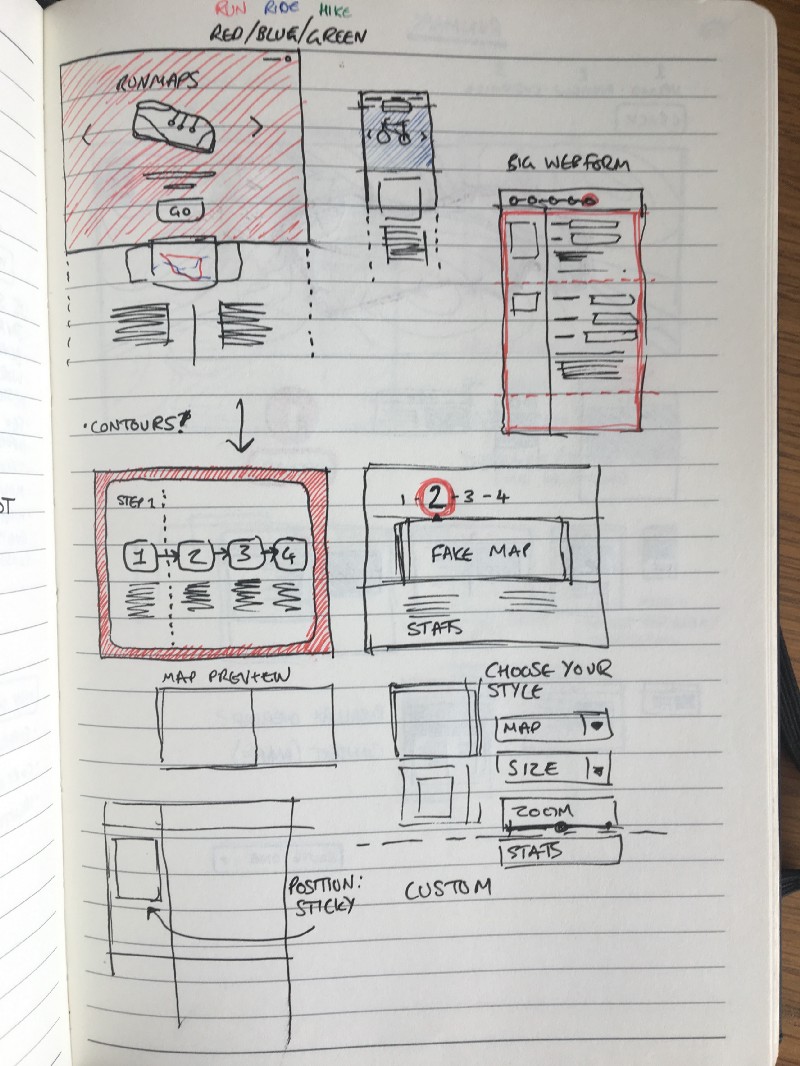 RUN RIDE HIKE
RED/BLUE/GREEN
RUNMAPS
< >
GO
BIG WEBFORM
•CONTOURS?
STEP 1
1 → 2 → 3 → 4
1 - 2 - 3 - 4
FAKE MAP
STATS
MAP PREVIEW
CHOOSE YOUR
STYLE
MAP
SIZE
ZOOM
STATS
POSITION:
STICKY
CUSTOM